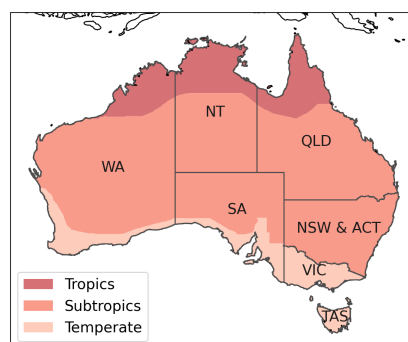 NT
QLD
WA
SA
NSW & ACT
VIC
TAS
Tropics
Subtropics
Temperate